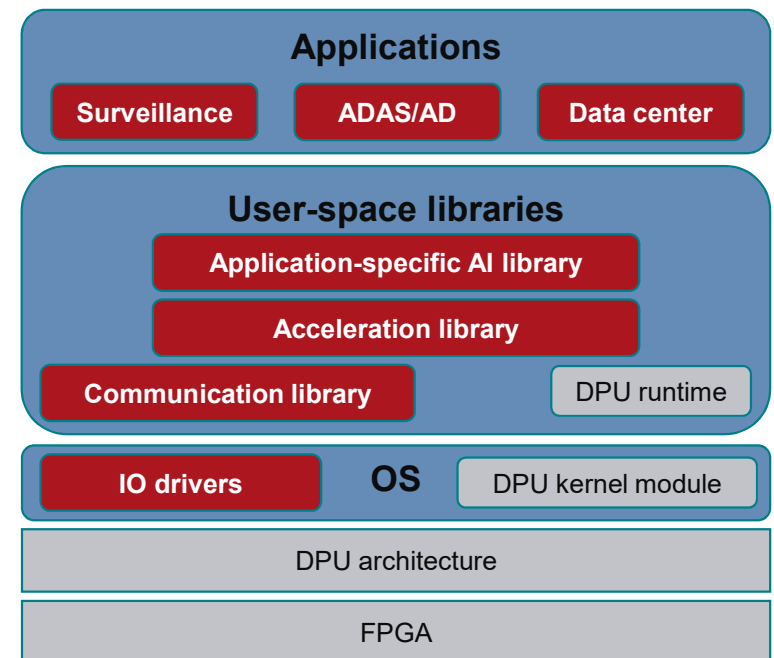 Applications
Surveillance
ADAS/AD
Data center
User-space libraries
Application-specific AI library
Acceleration library
Communication library
DPU runtime
IO drivers
OS
DPU kernel module
DPU architecture
FPGA